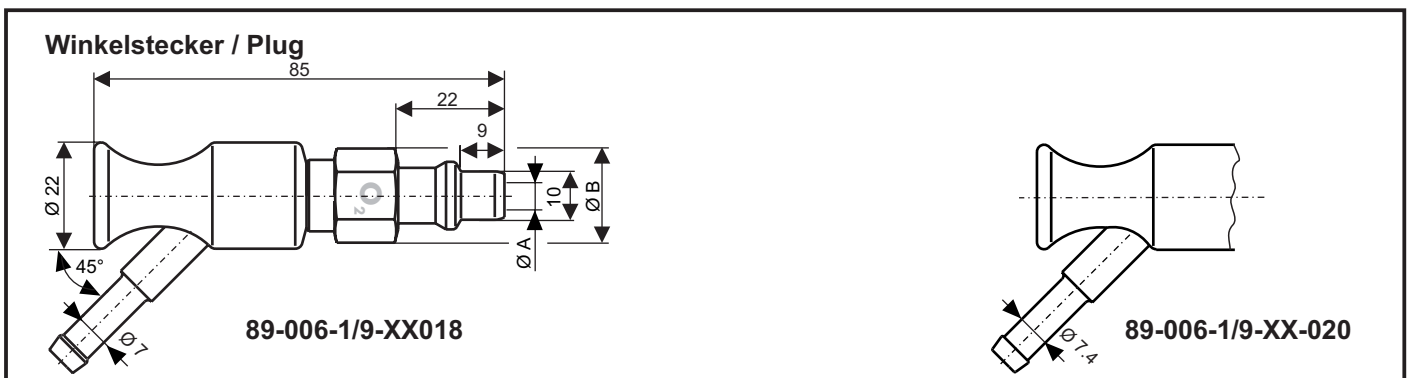 Winkelstecker / Plug
85
22
9
Ø 22
O₂
10
Ø B
Ø A
45°
Ø 7
89-006-1/9-XX018
Ø 7.4
89-006-1/9-XX-020